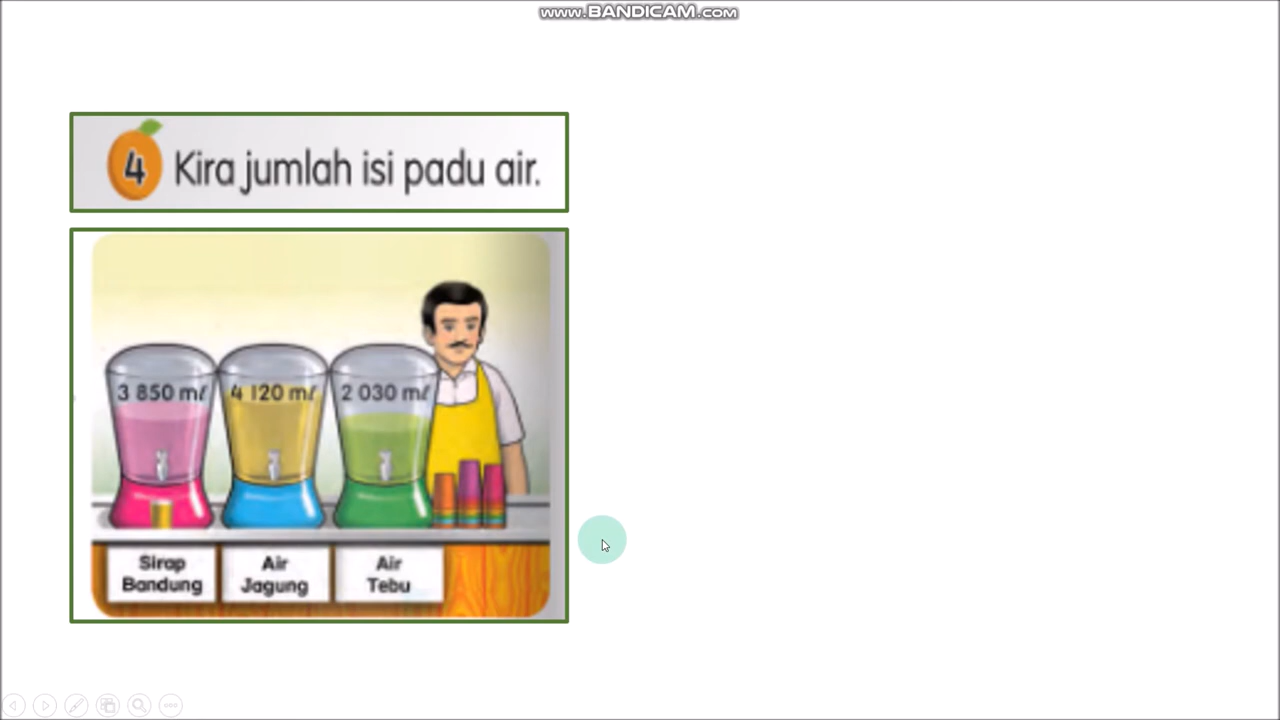 www.BANDICAM.com
4 Kira jumlah isi padu air.
3 850 mℓ
4 120 mℓ
2 030 mℓ
Sirap
Bandung
Air
Jagung
Air
Tebu